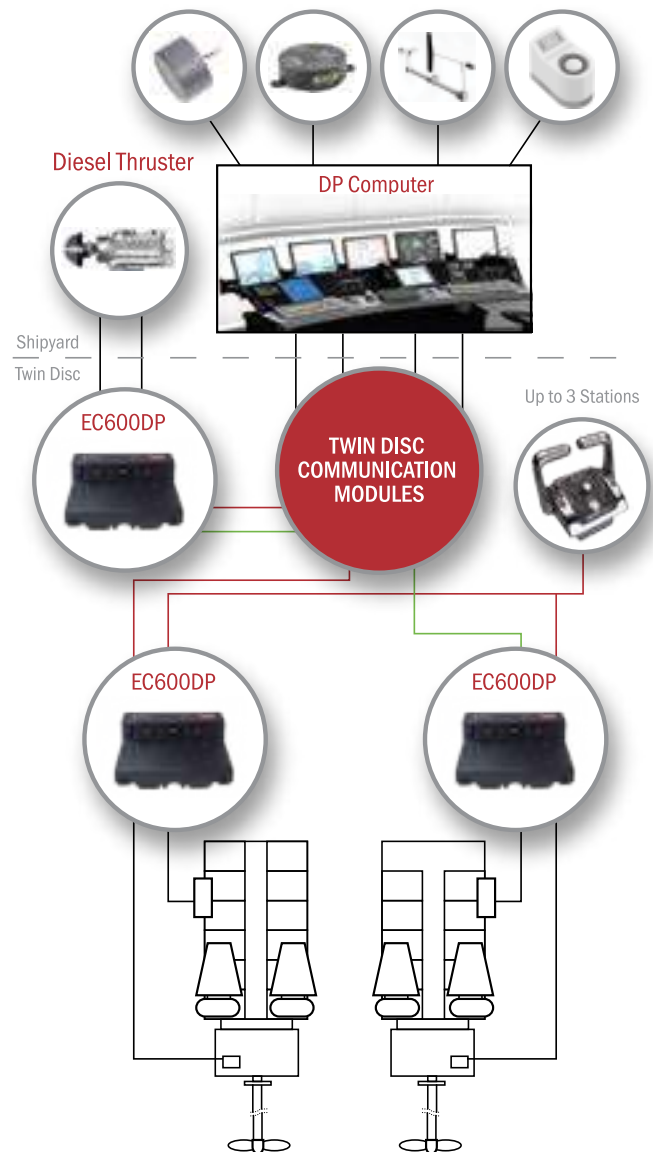 Diesel Thruster
DP Computer
Shipyard
Twin Disc
EC600DP
TWIN DISC
COMMUNICATION
MODULES
Up to 3 Stations
EC600DP
EC600DP